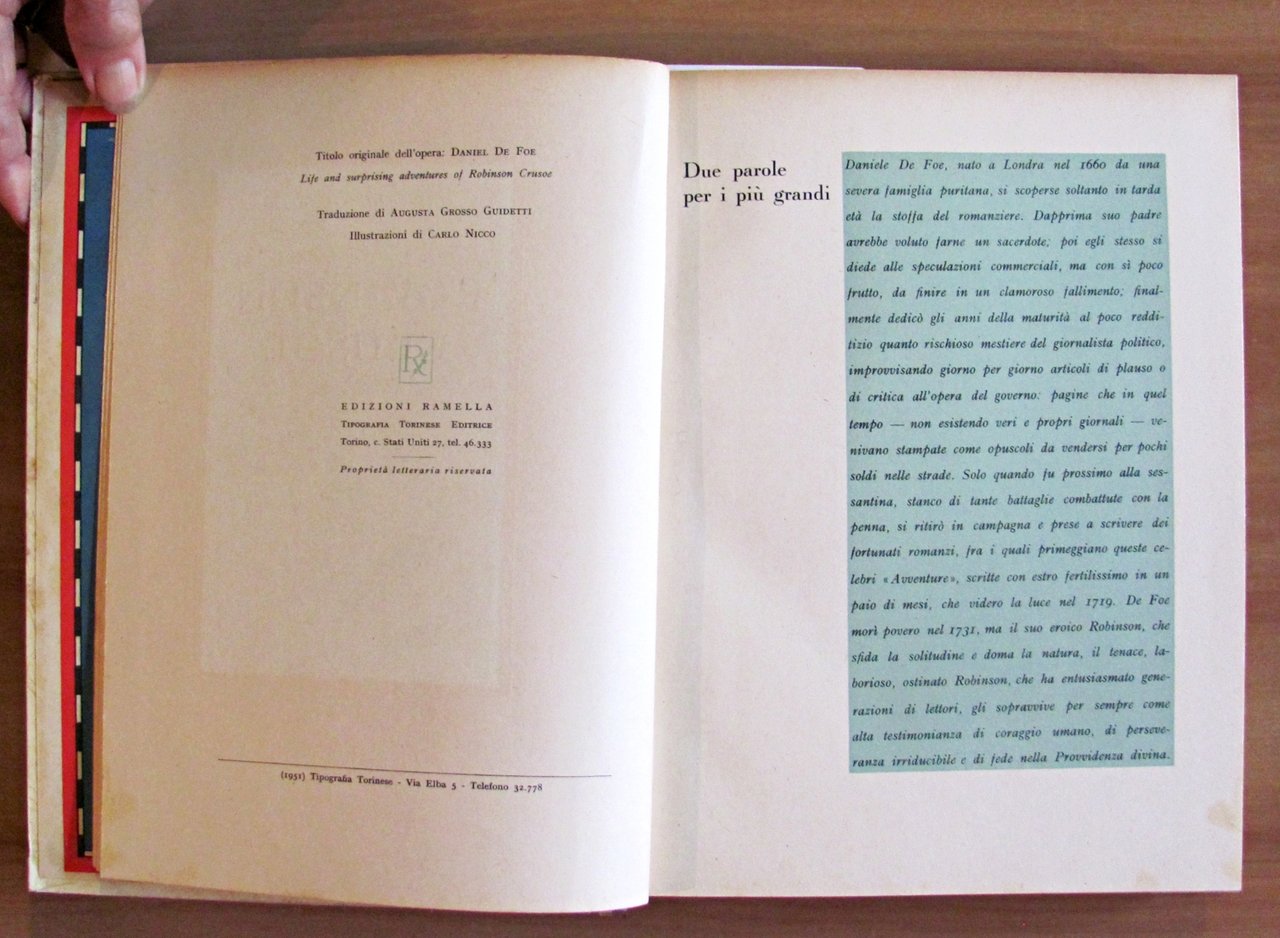 Titolo originale dell'opera: DANIEL DE FOE
Life and surprising adventures of Robinson Crusoe
Traduzione di AUGUSTA GROSSO GUIDETTI
Illustrazioni di CARLO NICCO
R
EDIZIONI RAMELLA
TIPOGRAFIA TORINESE EDITRICE
Torino, c. Stati Uniti 27, tel. 46.333
Proprietà letteraria riservata
(1951) Tipografia Torinese - Via Elba 5 - Telefono 32.778
Due parole
per i più grandi
Daniele De Foe, nato a Londra nel 1660 da una
severa famiglia puritana, si scoperse soltanto in tarda
età la stoffa del romanziere. Dapprima suo padre
avrebbe voluto farne un sacerdote; poi egli stesso si
diede alle speculazioni commerciali, ma con sì poco
frutto, da finire in un clamoroso fallimento; final-
mente dedicò gli anni della maturità al poco reddi-
tizio quanto rischioso mestiere del giornalista politico,
improvvisando giorno per giorno articoli di plauso o
di critica all'opera del governo: pagine che in quel
tempo — non esistendo veri e propri giornali — ve-
nivano stampate come opuscoli da vendersi per pochi
soldi nelle strade. Solo quando fu prossimo alla ses-
santina, stanco di tante battaglie combattute con la
penna, si ritirò in campagna e prese a scrivere dei
fortunati romanzi, fra i quali primeggiano queste ce-
lebri «Avventure», scritte con estro fertilissimo in un
paio di mesi, che videro la luce nel 1719. De Foe
morì povero nel 1731, ma il suo eroico Robinson, che
sfida la solitudine e doma la natura, il tenace, la-
borioso, ostinato Robinson, che ha entusiasmato gene-
razioni di lettori, gli sopravvive per sempre come
alta testimonianza di coraggio umano, di perseve-
ranza irriducibile e di fede nella Provvidenza divina.